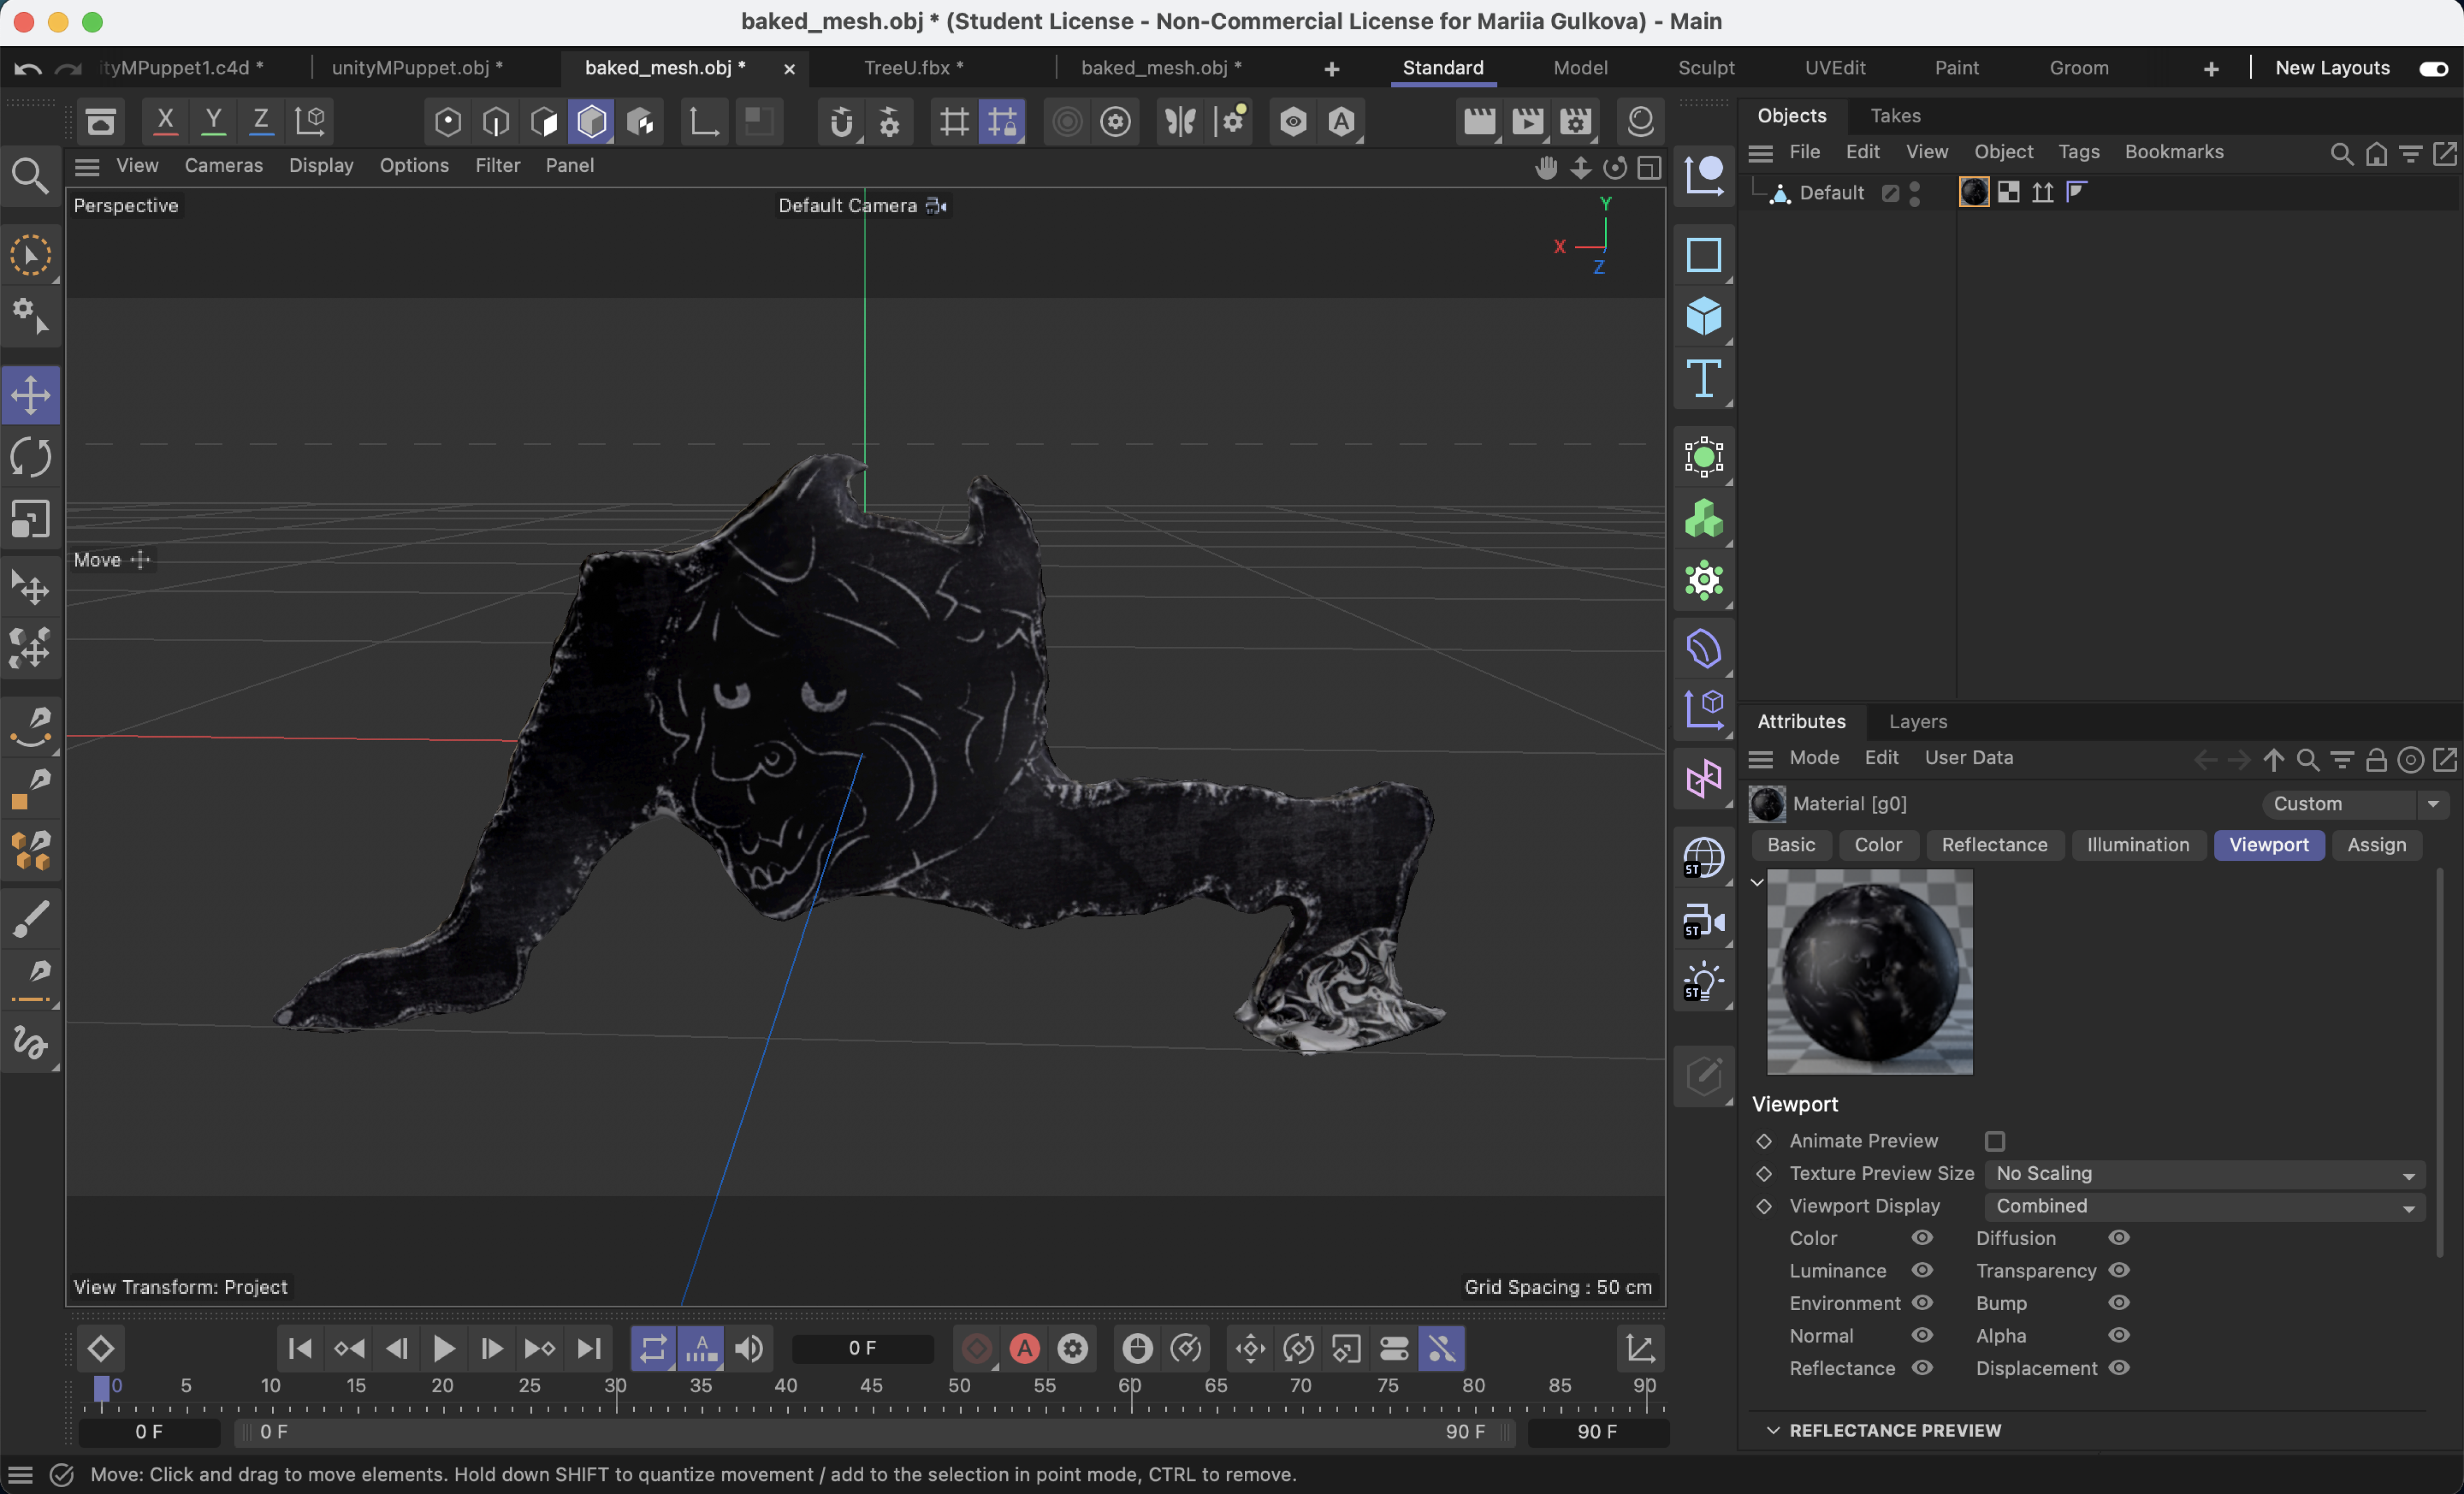 baked_mesh.obj * (Student License - Non-Commercial License for Mariia Gulkova) - Main
ityMPuppet1.c4d * unityMPuppet.obj * baked_mesh.obj * TreeU.fbx * baked_mesh.obj * Standard Model Sculpt UVEdit Paint Groom New Layouts
X Y Z
Objects Takes
View Cameras Display Options Filter Panel
File Edit View Object Tags Bookmarks
Perspective
Default Camera
Y
X
Z
Default
Move
Attributes Layers
Mode Edit User Data
Material [g0]
Custom
Basic Color Reflectance Illumination Viewport Assign
ST
ST
ST
Viewport
Animate Preview
Texture Preview Size No Scaling
Viewport Display Combined
Color Diffusion
Luminance Transparency
Environment Bump
Normal Alpha
Reflectance Displacement
REFLECTANCE PREVIEW
View Transform: Project
Grid Spacing : 50 cm
0 F
0 5 10 15 20 25 30 35 40 45 50 55 60 65 70 75 80 85 90
0 F 0 F 90 F 90 F
Move: Click and drag to move elements. Hold down SHIFT to quantize movement / add to the selection in point mode, CTRL to remove.